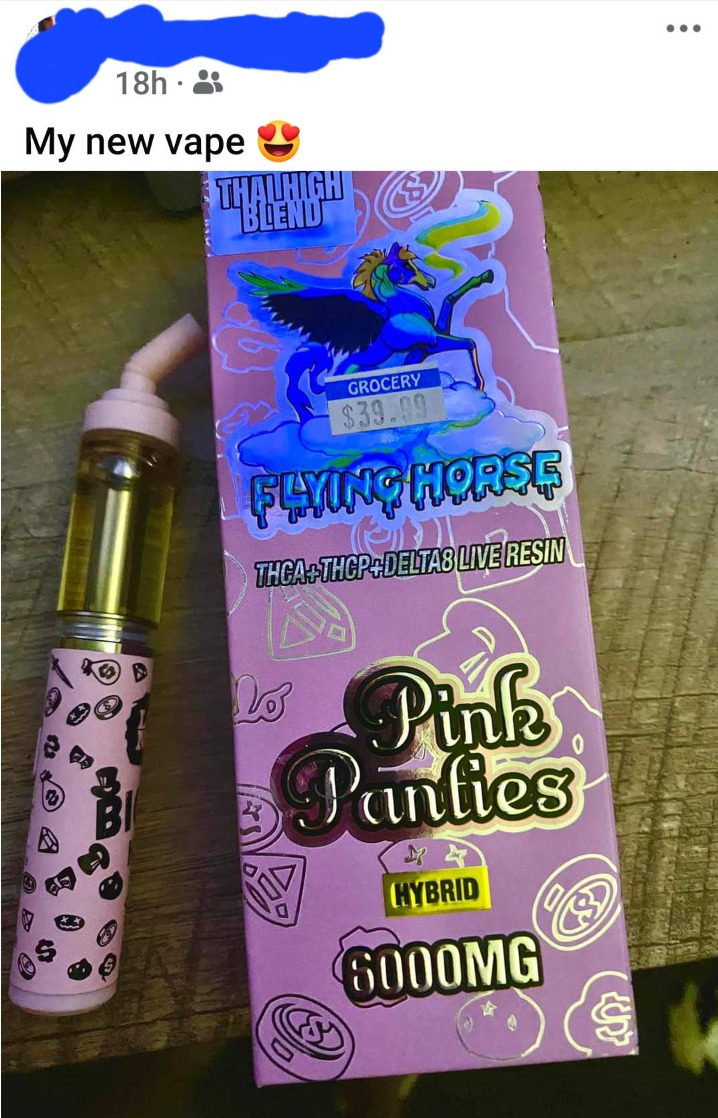 18h ·
My new vape 😍
THALHIGH
BLEND
GROCERY
$39.99
FLYING HORSE
THCA+THCP+DELTA8 LIVE RESIN
Pink
Panties
BI
HYBRID
6000MG